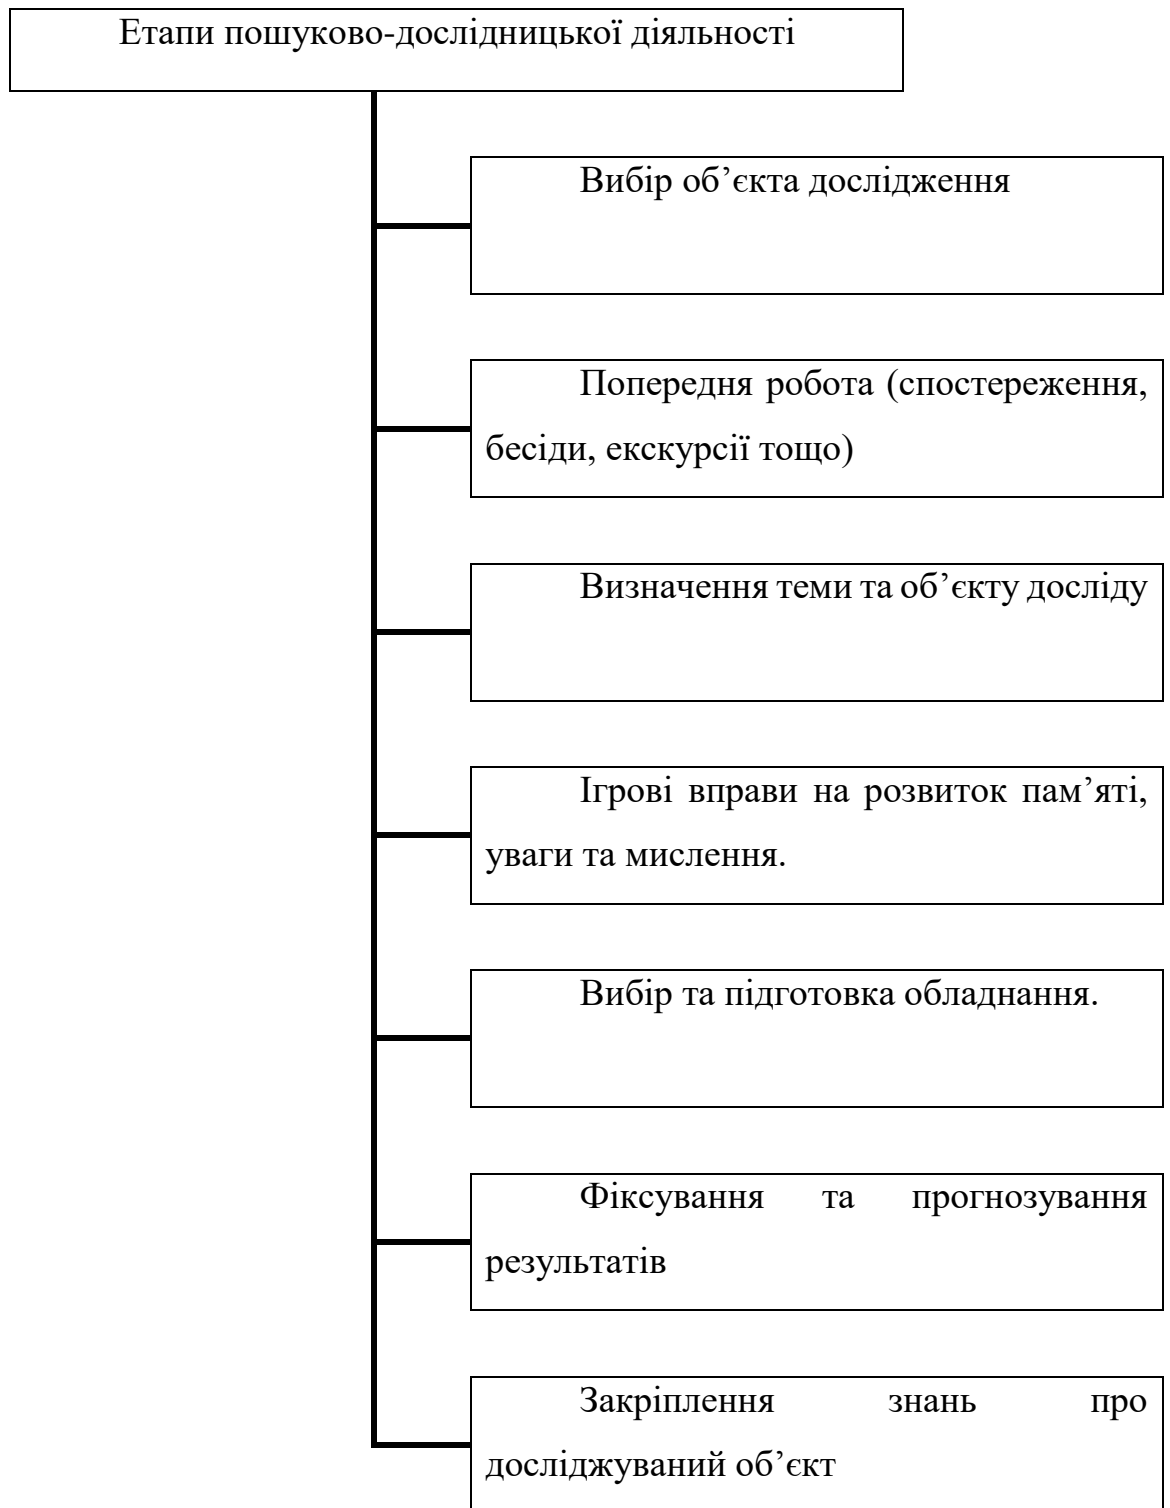 Етапи пошуково-дослідницької діяльності
Вибір об’єкта дослідження
Попередня робота (спостереження,
бесіди, екскурсії тощо)
Визначення теми та об’єкту досліду
Ігрові вправи на розвиток пам’яті,
уваги та мислення.
Вибір та підготовка обладнання.
Фіксування та прогнозування
результатів
Закріплення знань про
досліджуваний об’єкт